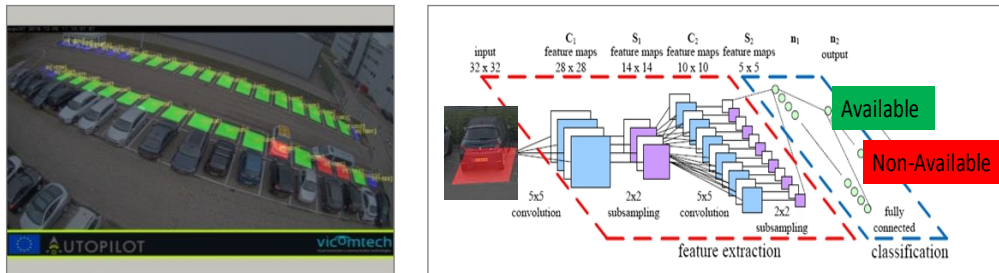 AUTOPILOT
vicomtech
C₁
feature maps
28 x 28
S₁
feature maps
14 x 14
C₂
feature maps
10 x 10
S₂
feature maps
5 x 5
n₁
n₂
output
input
32 x 32
Available
Non-Available
5x5
convolution
2x2
subsampling
5x5
convolution
2x2
subsampling
fully
connected
feature extraction
classification